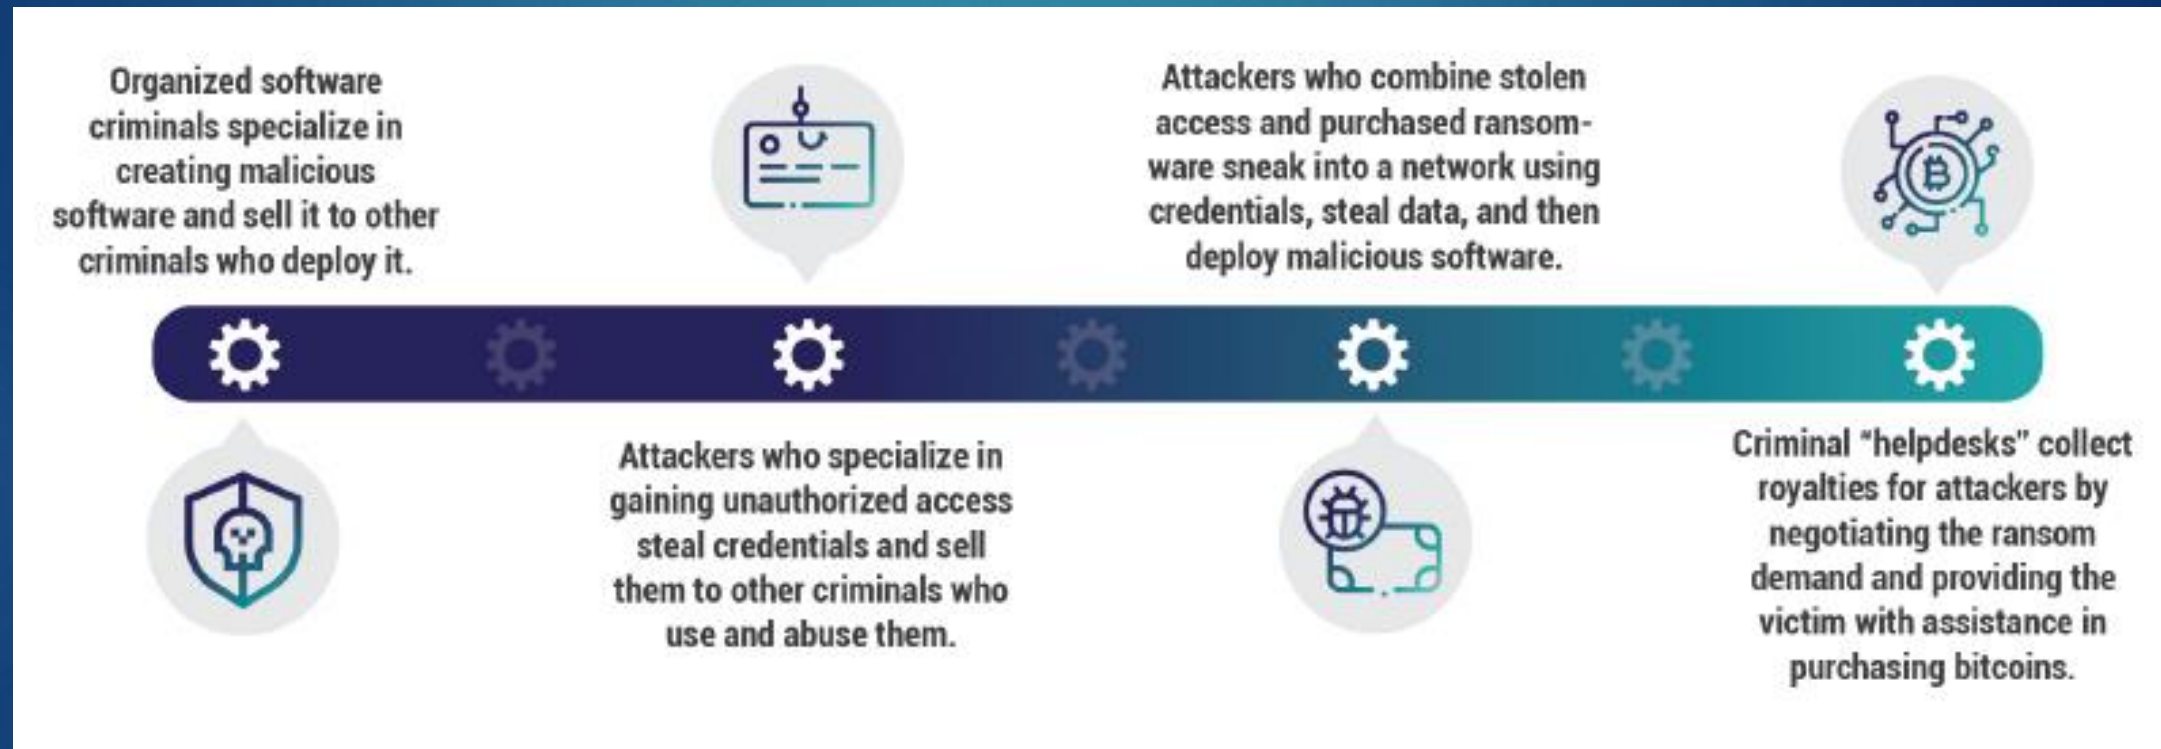 Organized software
criminals specialize in
creating malicious
software and sell it to other
criminals who deploy it.
Attackers who specialize in
gaining unauthorized access
steal credentials and sell
them to other criminals who
use and abuse them.
Attackers who combine stolen
access and purchased ransom-
ware sneak into a network using
credentials, steal data, and then
deploy malicious software.
Criminal “helpdesks” collect
royalties for attackers by
negotiating the ransom
demand and providing the
victim with assistance in
purchasing bitcoins.